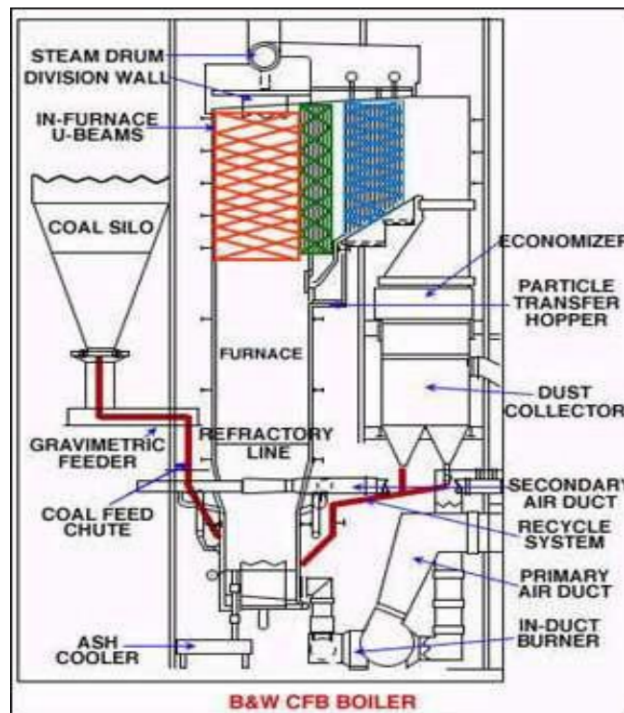 STEAM DRUM
DIVISION WALL
IN-FURNACE
U-BEAMS
COAL SILO
ECONOMIZER
PARTICLE
TRANSFER
HOPPER
FURNACE
DUST
COLLECTOR
REFRACTORY
LINE
GRAVIMETRIC
FEEDER
SECONDARY
AIR DUCT
COAL FEED
CHUTE
RECYCLE
SYSTEM
PRIMARY
AIR DUCT
IN-DUCT
BURNER
ASH
COOLER
B&W CFB BOILER